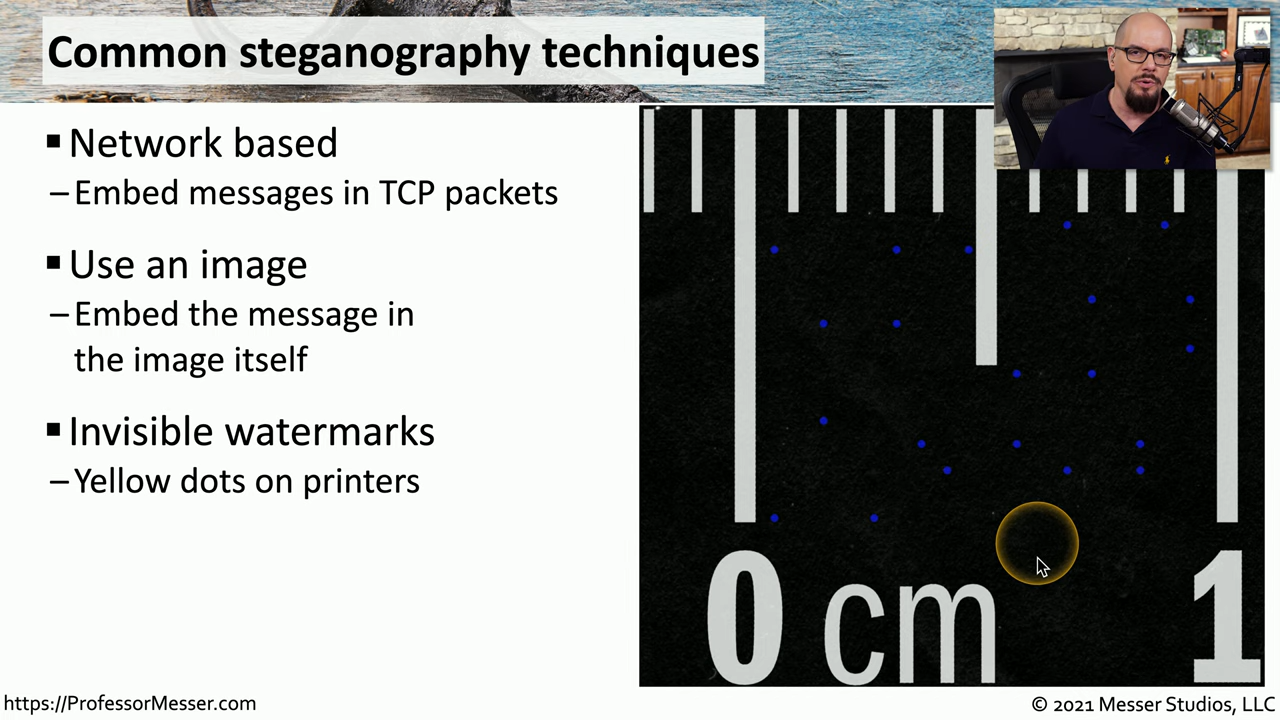 Common steganography techniques
▪ Network based
– Embed messages in TCP packets
▪ Use an image
– Embed the message in
the image itself
▪ Invisible watermarks
– Yellow dots on printers
0 cm 1
https://ProfessorMesser.com
© 2021 Messer Studios, LLC